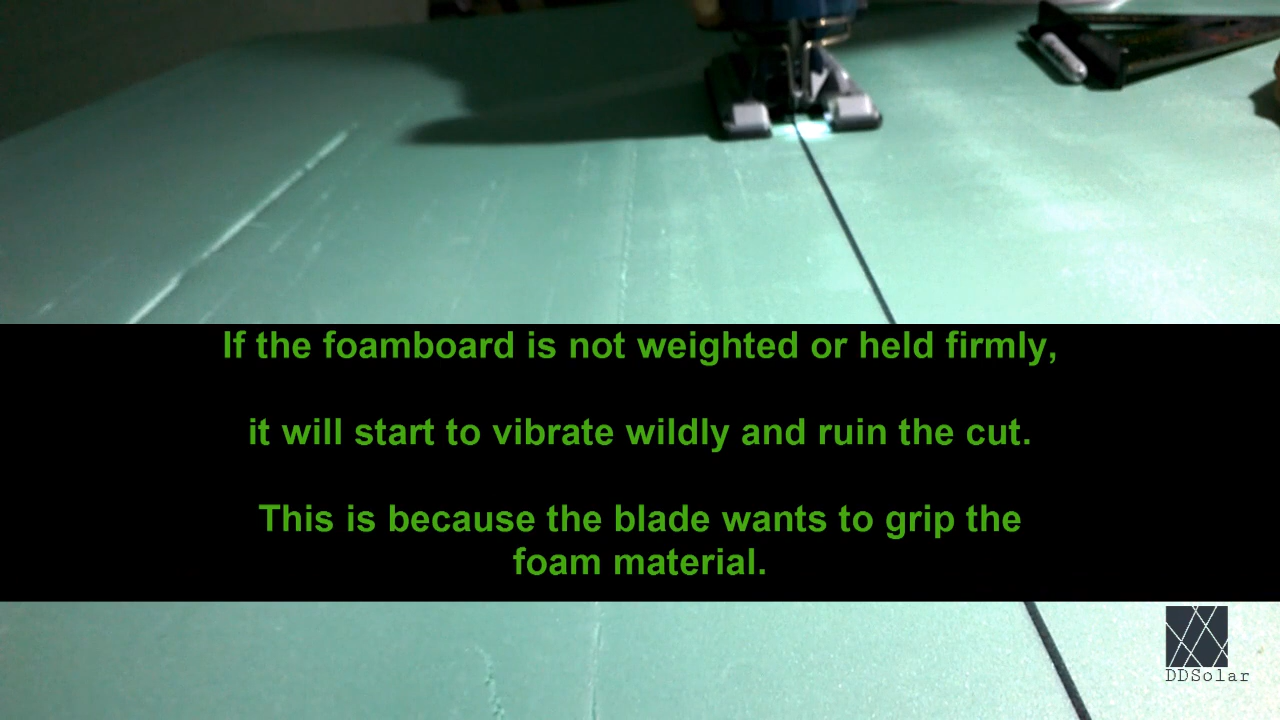 If the foamboard is not weighted or held firmly,
it will start to vibrate wildly and ruin the cut.
This is because the blade wants to grip the
foam material.
DDSolar